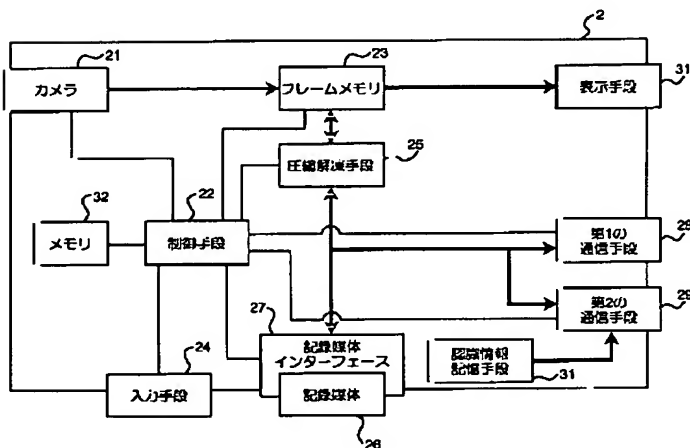 2
21
カメラ
23
フレームメモリ
31
表示手段
25
圧縮解凍手段
32
メモリ
22
制御手段
28
第1の
通信手段
29
第2の
通信手段
27
記録媒体
インターフェース
記録媒体
26
24
入力手段
認識情報
記憶手段
31